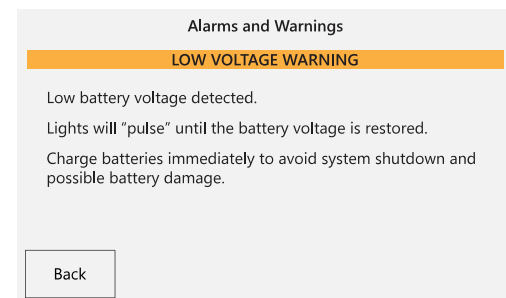 Alarms and Warnings
LOW VOLTAGE WARNING
Low battery voltage detected.
Lights will “pulse” until the battery voltage is restored.
Charge batteries immediately to avoid system shutdown and
possible battery damage.
Back